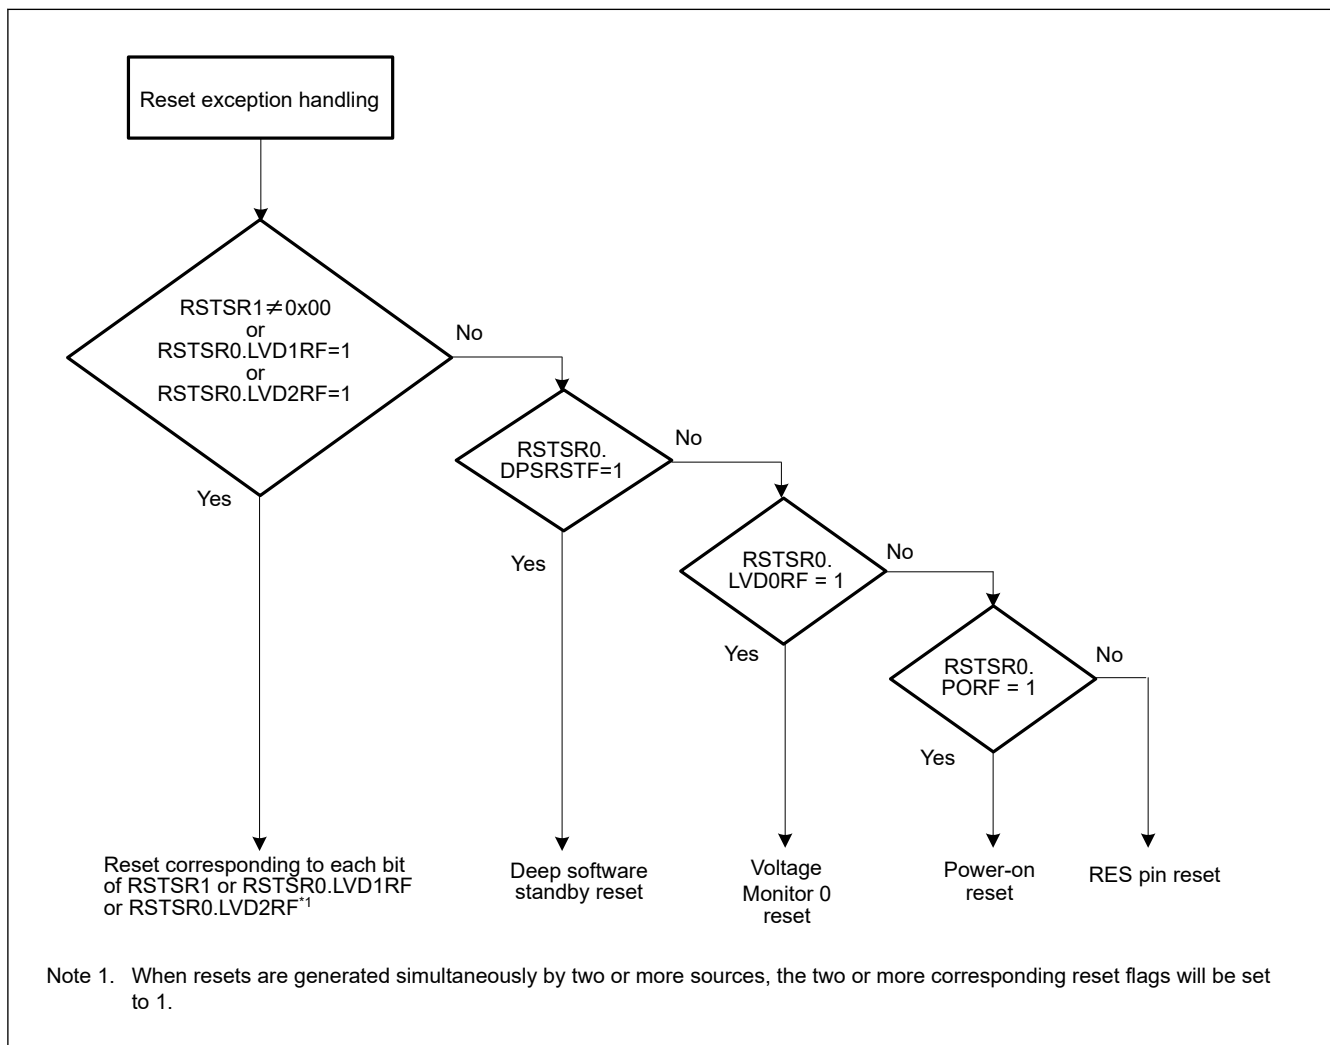 Reset exception handling
RSTSR1≠0x00
or
RSTSR0.LVD1RF=1
or
RSTSR0.LVD2RF=1
No
Yes
RSTSR0.
DPSRSTF=1
No
Yes
RSTSR0.
LVD0RF = 1
No
Yes
RSTSR0.
PORF = 1
No
Yes
Reset corresponding to each bit
of RSTSR1 or RSTSR0.LVD1RF
or RSTSR0.LVD2RF*1
Deep software
standby reset
Voltage
Monitor 0
reset
Power-on
reset
RES pin reset
Note 1. When resets are generated simultaneously by two or more sources, the two or more corresponding reset flags will be set
to 1.